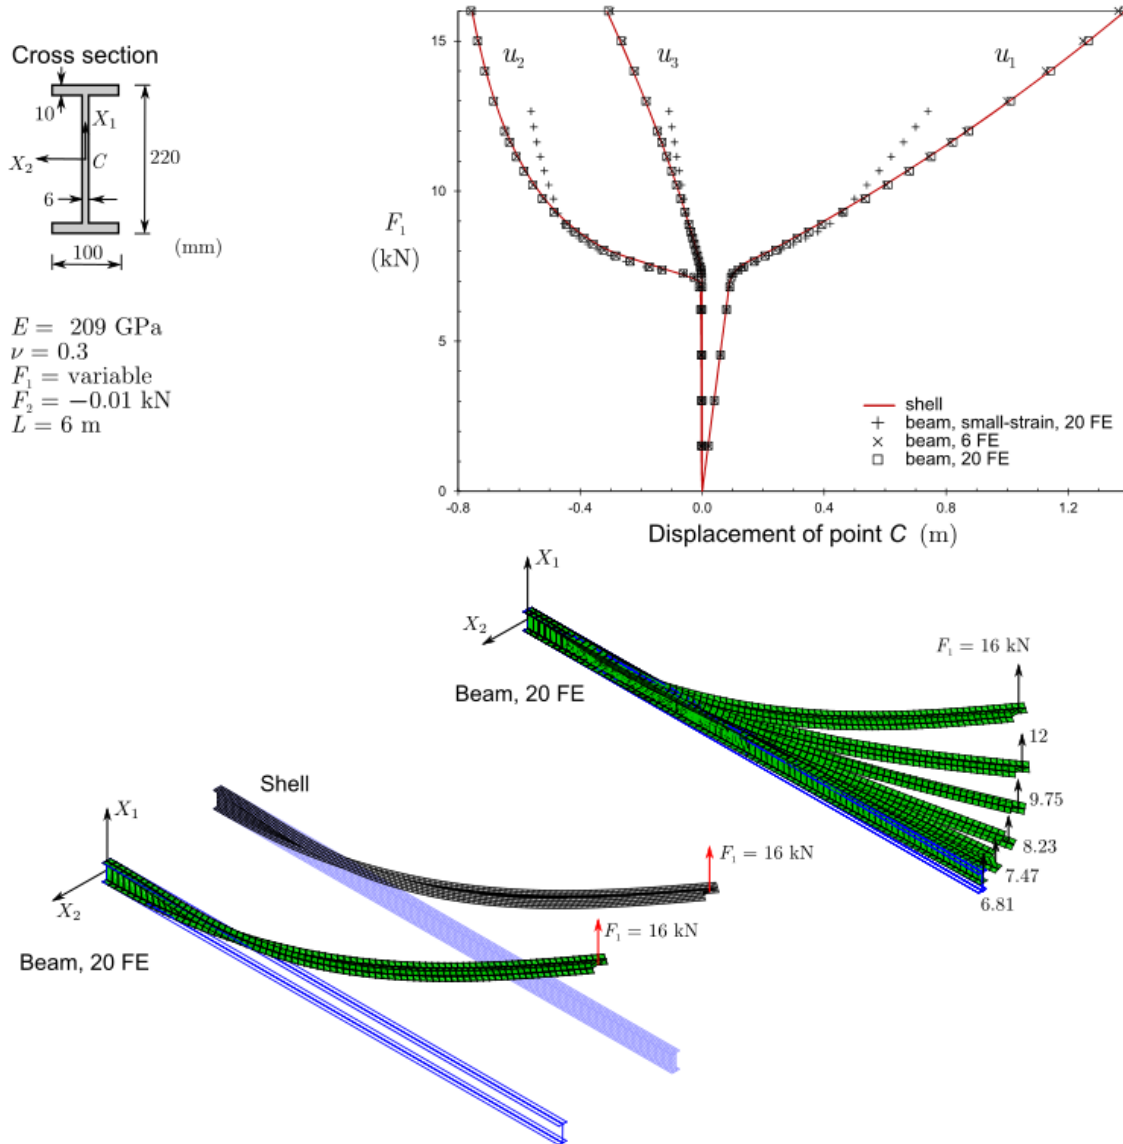 Cross section
10
X₁
X₂
C
220
6
100
(mm)
E = 209 GPa
ν = 0.3
F₁ = variable
F₂ = −0.01 kN
L = 6 m
15
10
5
0
F₁
(kN)
u₂
u₃
u₁
shell
beam, small-strain, 20 FE
beam, 6 FE
beam, 20 FE
-0.8
-0.4
0.0
0.4
0.8
1.2
Displacement of point C (m)
X₁
X₂
Beam, 20 FE
F₁ = 16 kN
12
9.75
8.23
7.47
6.81
Shell
F₁ = 16 kN
X₁
X₂
F₁ = 16 kN
Beam, 20 FE